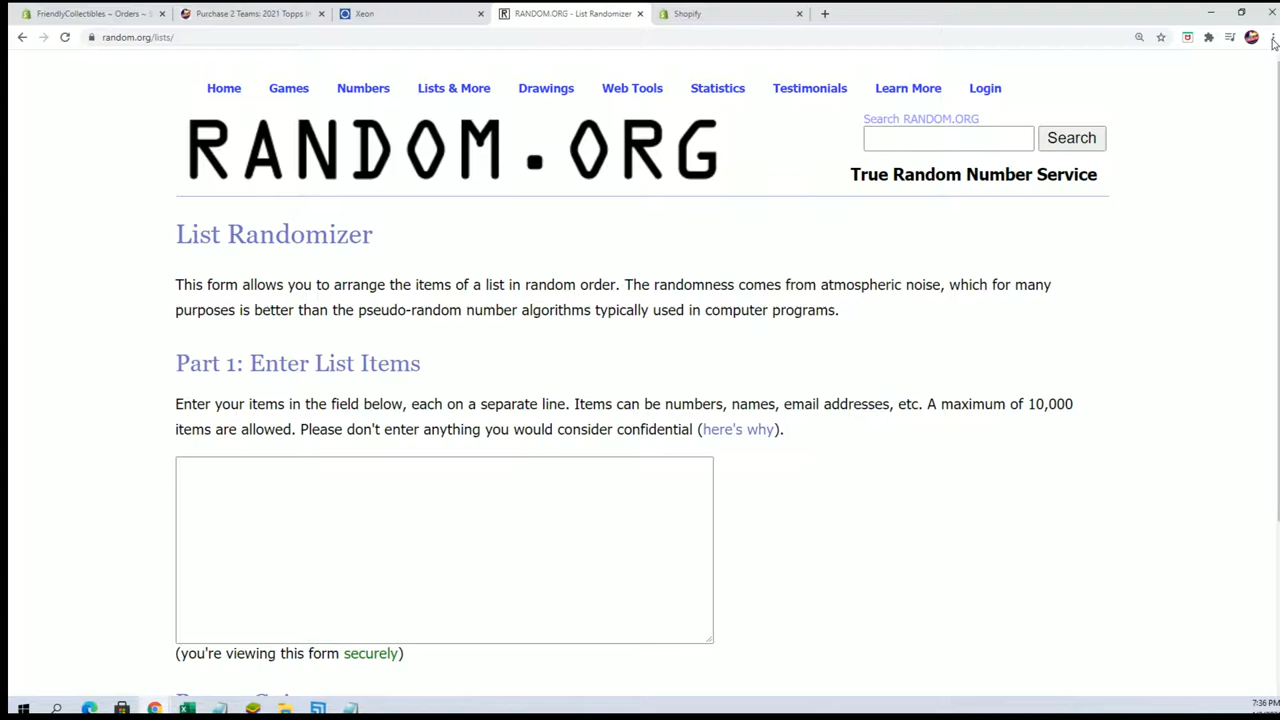 FriendlyCollectibles ~ Orders ~
Purchase 2 Teams: 2021 Topps In
Xeon
RANDOM.ORG - List Randomizer
Shopify
random.org/lists/
Home Games Numbers Lists & More Drawings Web Tools Statistics Testimonials Learn More Login
RANDOM.ORG
Search RANDOM.ORG
Search
True Random Number Service
List Randomizer
This form allows you to arrange the items of a list in random order. The randomness comes from atmospheric noise, which for many
purposes is better than the pseudo-random number algorithms typically used in computer programs.
Part 1: Enter List Items
Enter your items in the field below, each on a separate line. Items can be numbers, names, email addresses, etc. A maximum of 10,000
items are allowed. Please don't enter anything you would consider confidential (here's why).
(you're viewing this form securely)
7:36 PM